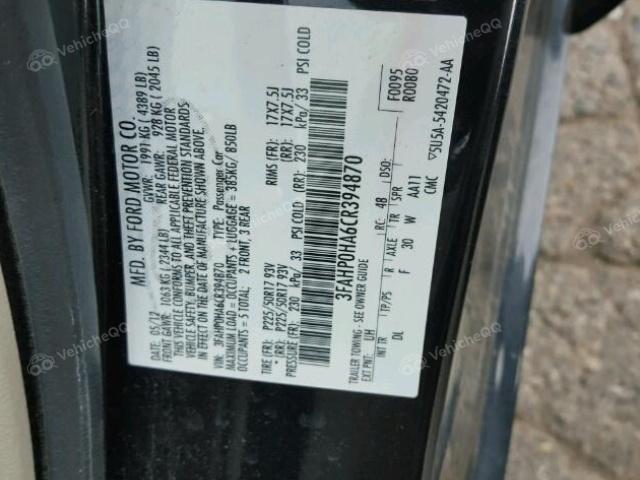 MFD. BY FORD MOTOR CO.
DATE: 05/12 GVWR: 1991 KG ( 4389 LB)
FRONT GAWR: 1063 KG ( 2344 LB) REAR GAWR: 928 KG ( 2045 LB)
THIS VEHICLE CONFORMS TO ALL APPLICABLE FEDERAL MOTOR
VEHICLE SAFETY, BUMPER, AND THEFT PREVENTION STANDARDS
IN EFFECT ON THE DATE OF MANUFACTURE SHOWN ABOVE.
VIN: 3FAHP0HA6CR394870 TYPE: Passenger Car
MAXIMUM LOAD = OCCUPANTS + LUGGAGE = 385KG/ 850LB
OCCUPANTS = 5 TOTAL: 2 FRONT, 3 REAR
TIRE (FR): P225/50R17 93V RIMS (FR): 17X7.5J
" (RR): P225/50R17 93V (RR): 17X7.5J
PRESSURE (FR): 230 kPa/ 33 PSI COLD (RR): 230 kPa/ 33 PSI COLD
3FAHP0HA6CR394870
F0095
R0080
TRAILER TOWING - SEE OWNER GUIDE
EXT PNT: UH RC: 48 DSO:
INT TR TP/PS R AXLE TR SPR
DL F 30 W AA11
CMC
5U5A-5420472-AA
VehicleQQ